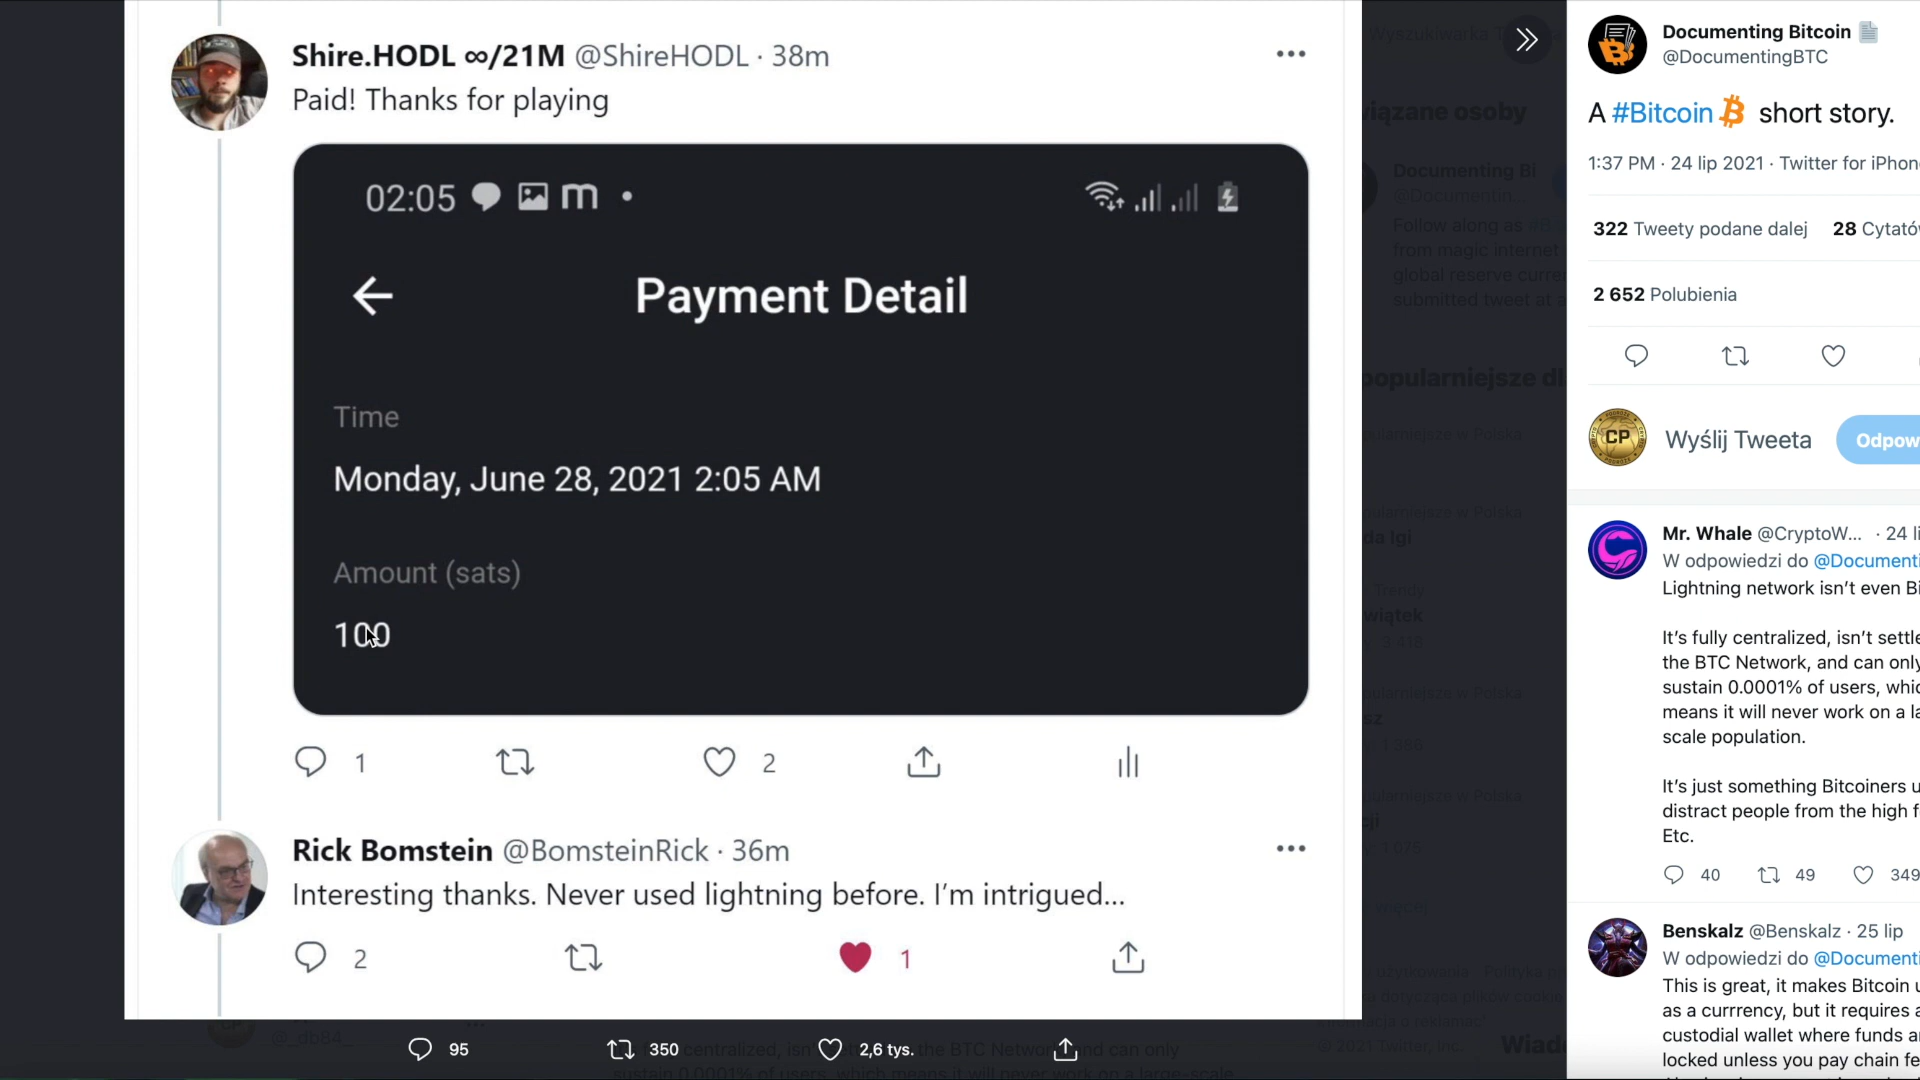 Shire.HODL ∞/21M @ShireHODL · 38m
Paid! Thanks for playing
02:05
Payment Detail
Time
Monday, June 28, 2021 2:05 AM
Amount (sats)
100
1
2
Rick Bomstein @BomsteinRick · 36m
Interesting thanks. Never used lightning before. I'm intrigued...
2
1
95
350
2,6 tys.
Documenting Bitcoin
@DocumentingBTC
A #Bitcoin short story.
1:37 PM · 24 lip 2021 · Twitter for iPhon
322 Tweety podane dalej 28 Cytató
2 652 Polubienia
CP
Wyślij Tweeta
Odpow
Mr. Whale @CryptoW... · 24 li
W odpowiedzi do @Documenti
Lightning network isn't even Bi
It's fully centralized, isn't settle
the BTC Network, and can only
sustain 0.0001% of users, whic
means it will never work on a la
scale population.
It's just something Bitcoiners u
distract people from the high f
Etc.
40
49
349
Benskalz @Benskalz · 25 lip
W odpowiedzi do @Documenti
This is great, it makes Bitcoin u
as a currrency, but it requires a
custodial wallet where funds a
locked unless you pay chain fe